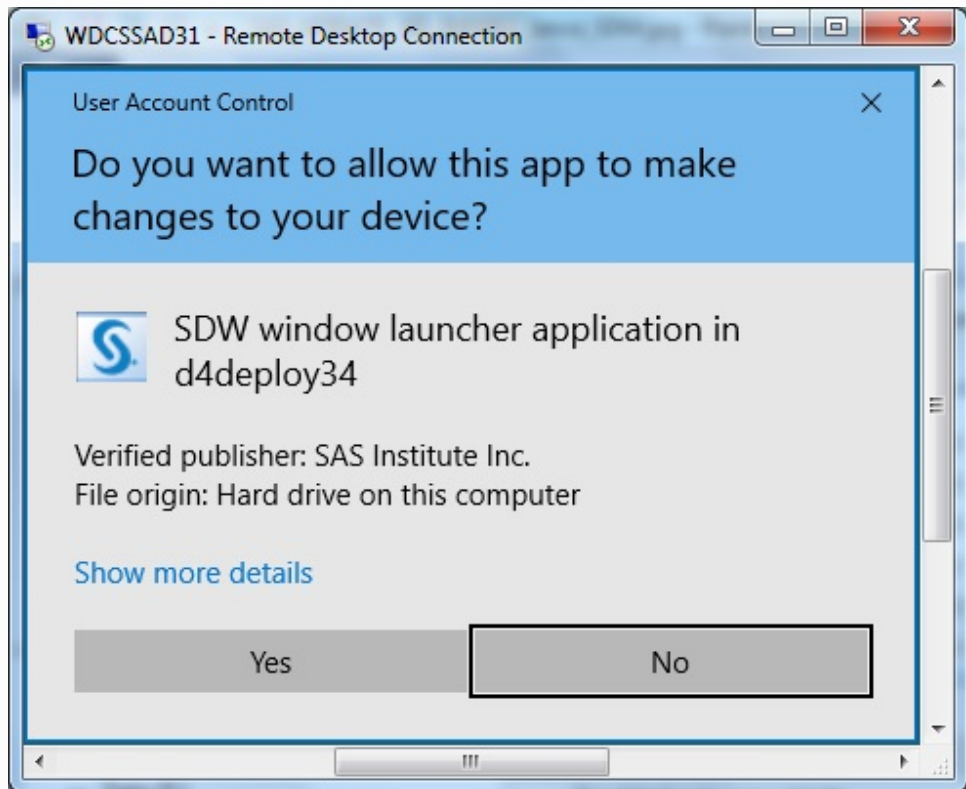 WDCSSAD31 - Remote Desktop Connection
User Account Control
Do you want to allow this app to make
changes to your device?
S.
SDW window launcher application in
d4deploy34
Verified publisher: SAS Institute Inc.
File origin: Hard drive on this computer
Show more details
Yes No